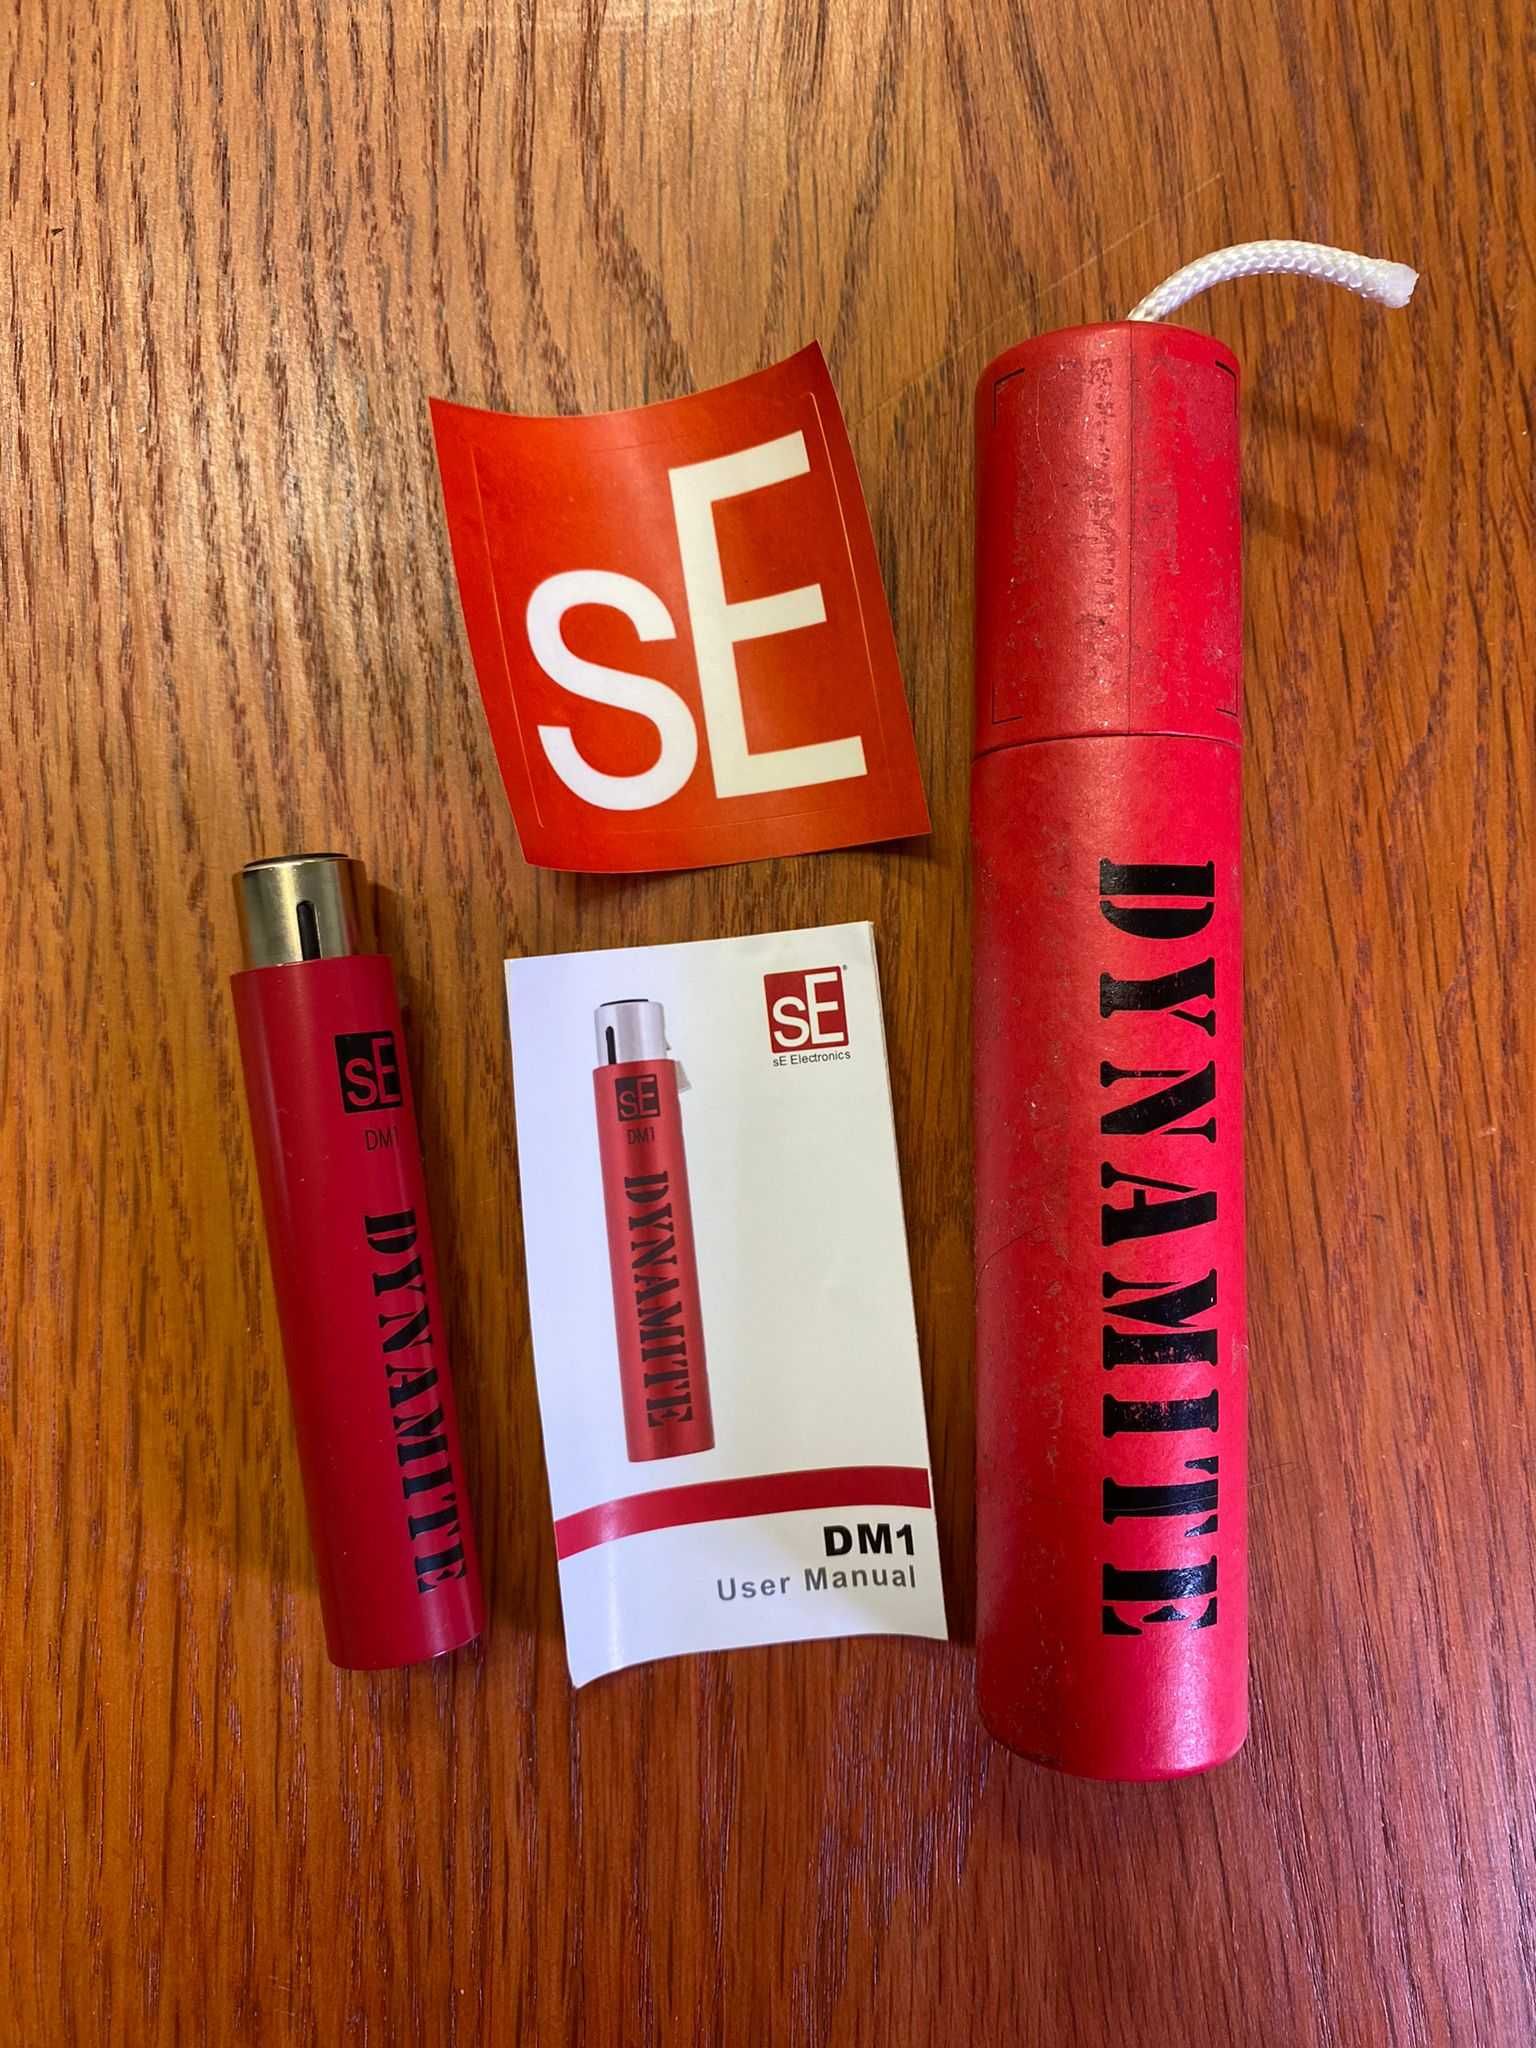 sE
DYNAMITE
sE
DM1
DYNAMITE
sE®
sE Electronics
sE
DM1
DYNAMITE
DM1
User Manual